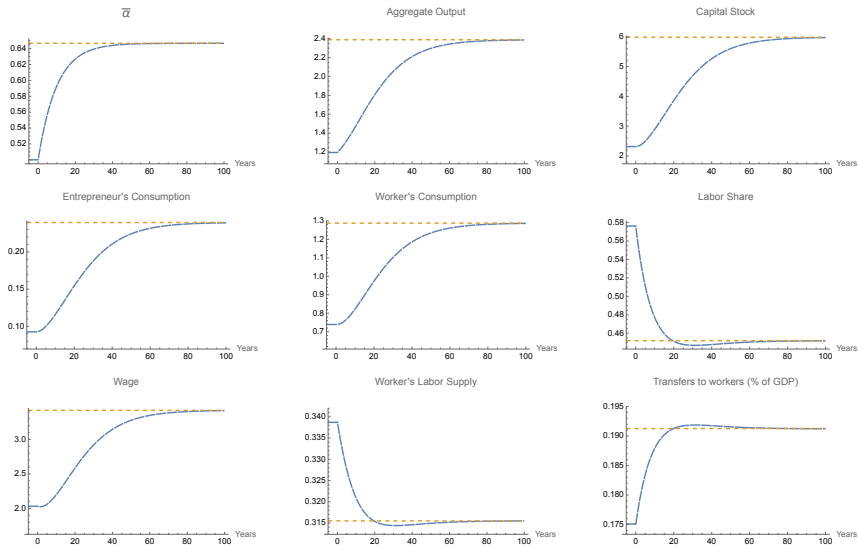 α̅
0.64
0.62
0.60
0.58
0.56
0.54
0.52
0 20 40 60 80 100 Years
Aggregate Output
2.4
2.2
2.0
1.8
1.6
1.4
1.2
0 20 40 60 80 100 Years
Capital Stock
6
5
4
3
2
0 20 40 60 80 100 Years
Entrepreneur's Consumption
0.20
0.15
0.10
0 20 40 60 80 100 Years
Worker's Consumption
1.3
1.2
1.1
1.0
0.9
0.8
0.7
0 20 40 60 80 100 Years
Labor Share
0.58
0.56
0.54
0.52
0.50
0.48
0.46
0 20 40 60 80 100 Years
Wage
3.0
2.0
0 20 40 60 80 100 Years
Worker's Labor Supply
0.340
0.335
0.330
0.325
0.320
0.315
0 20 40 60 80 100 Years
Transfers to workers (% of GDP)
0.195
0.190
0.185
0.180
0.175
0 20 40 60 80 100 Years